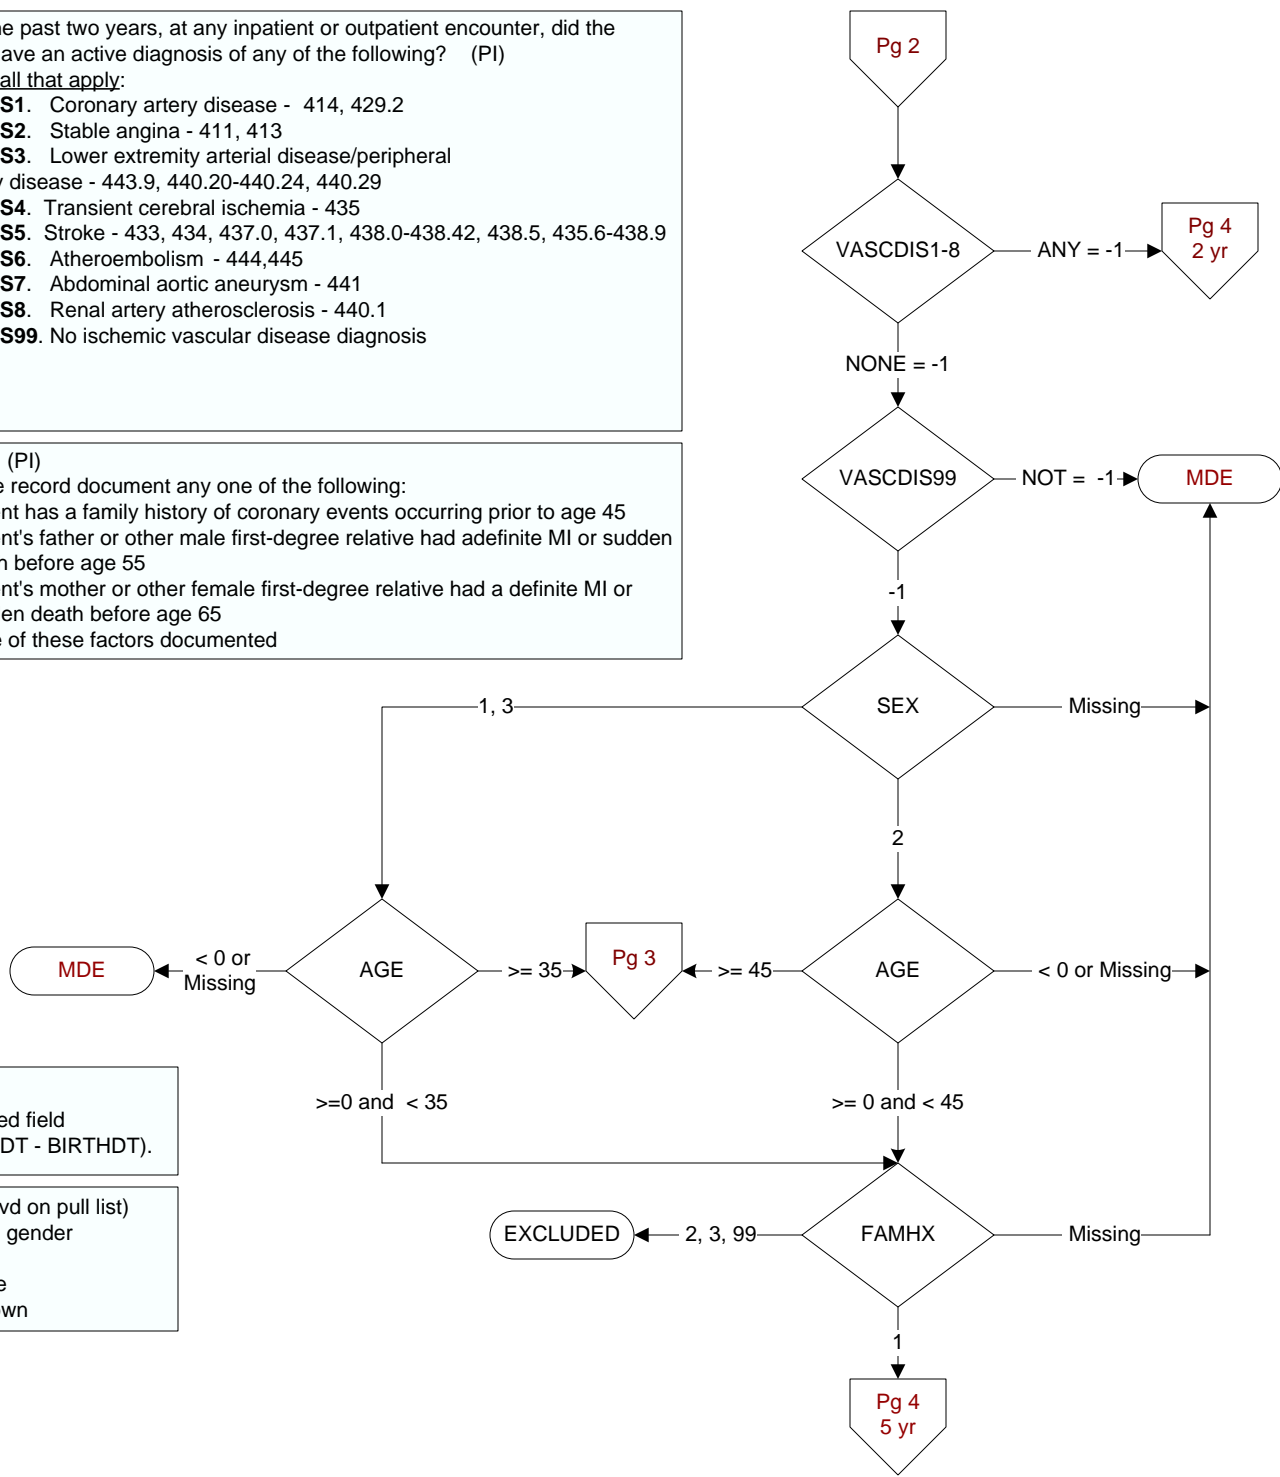 ne past two years, at any inpatient or outpatient encounter, did the
ave an active diagnosis of any of the following? (PI)
all that apply:
S1. Coronary artery disease - 414, 429.2
S2. Stable angina - 411, 413
S3. Lower extremity arterial disease/peripheral
y disease - 443.9, 440.20-440.24, 440.29
S4. Transient cerebral ischemia - 435
S5. Stroke - 433, 434, 437.0, 437.1, 438.0-438.42, 438.5, 435.6-438.9
S6. Atheroembolism - 444,445
S7. Abdominal aortic aneurysm - 441
S8. Renal artery atherosclerosis - 440.1
S99. No ischemic vascular disease diagnosis
(PI)
e record document any one of the following:
ent has a family history of coronary events occurring prior to age 45
ent's father or other male first-degree relative had adefinite MI or sudden
n before age 55
ent's mother or other female first-degree relative had a definite MI or
en death before age 65
e of these factors documented
Pg 2
VASCDIS1-8
ANY = -1
Pg 4
2 yr
NONE = -1
VASCDIS99
NOT = -1
MDE
-1
SEX
1, 3
Missing
2
MDE
< 0 or
Missing
AGE
>= 35
Pg 3
>= 45
AGE
< 0 or Missing
>=0 and < 35
>= 0 and < 45
ed field
DT - BIRTHDT).
vd on pull list)
gender
e
own
EXCLUDED
2, 3, 99
FAMHX
Missing
1
Pg 4
5 yr